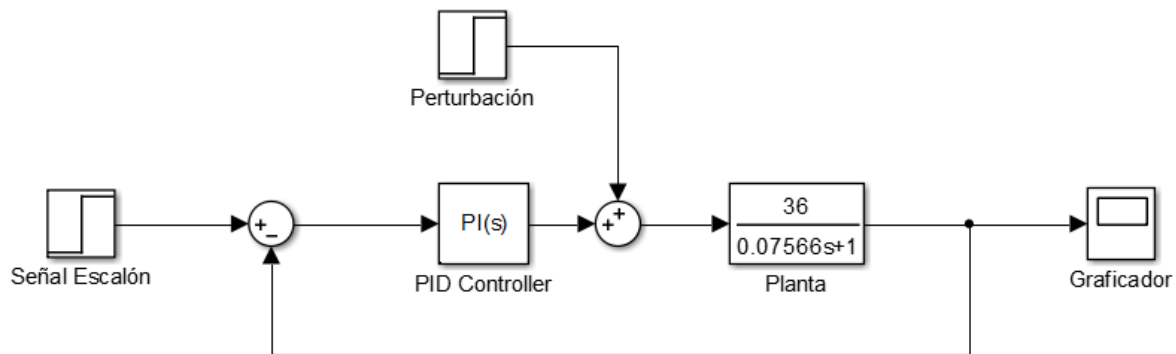 Perturbación
+
-
Señal Escalón
PI(s)
PID Controller
+
+
36
0.07566s+1
Planta
Graficador